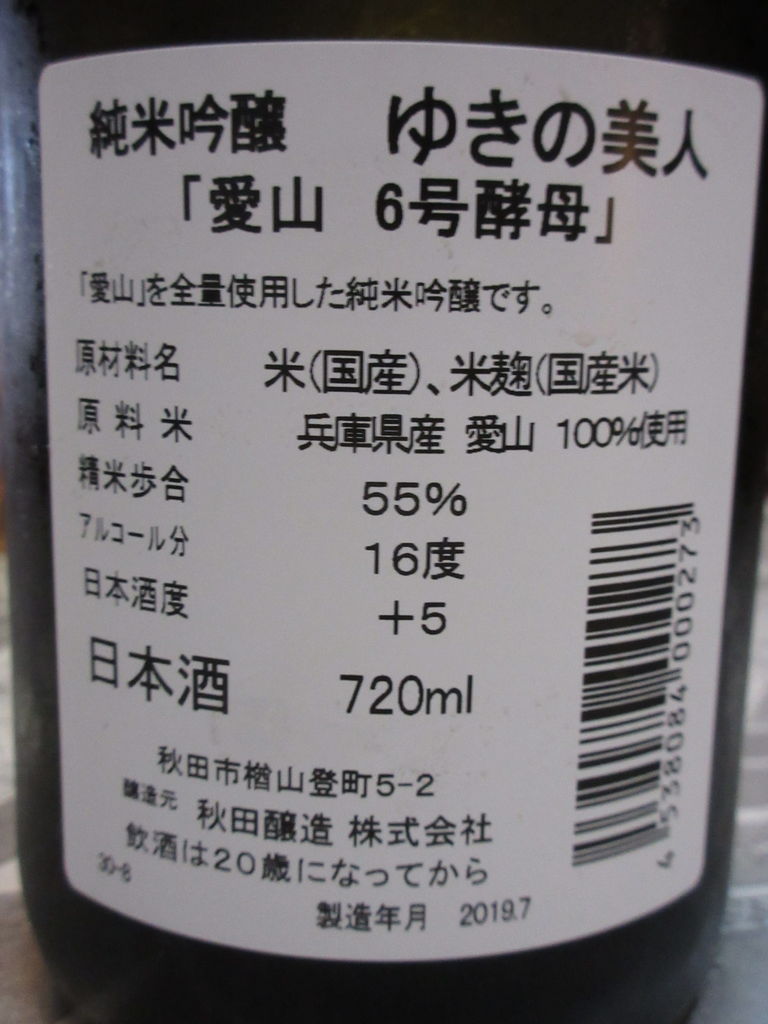 純米吟醸 ゆきの美人
「愛山 6号酵母」
「愛山」を全量使用した純米吟醸です。
原材料名 米(国産)、米麹(国産米)
原料米 兵庫県産 愛山 100%使用
精米歩合 55%
アルコール分 16度
日本酒度 +5
日本酒 720ml
4538084000273
秋田市楢山登町5-2
醸造元 秋田醸造 株式会社
飲酒は20歳になってから
30-8
製造年月 2019.7